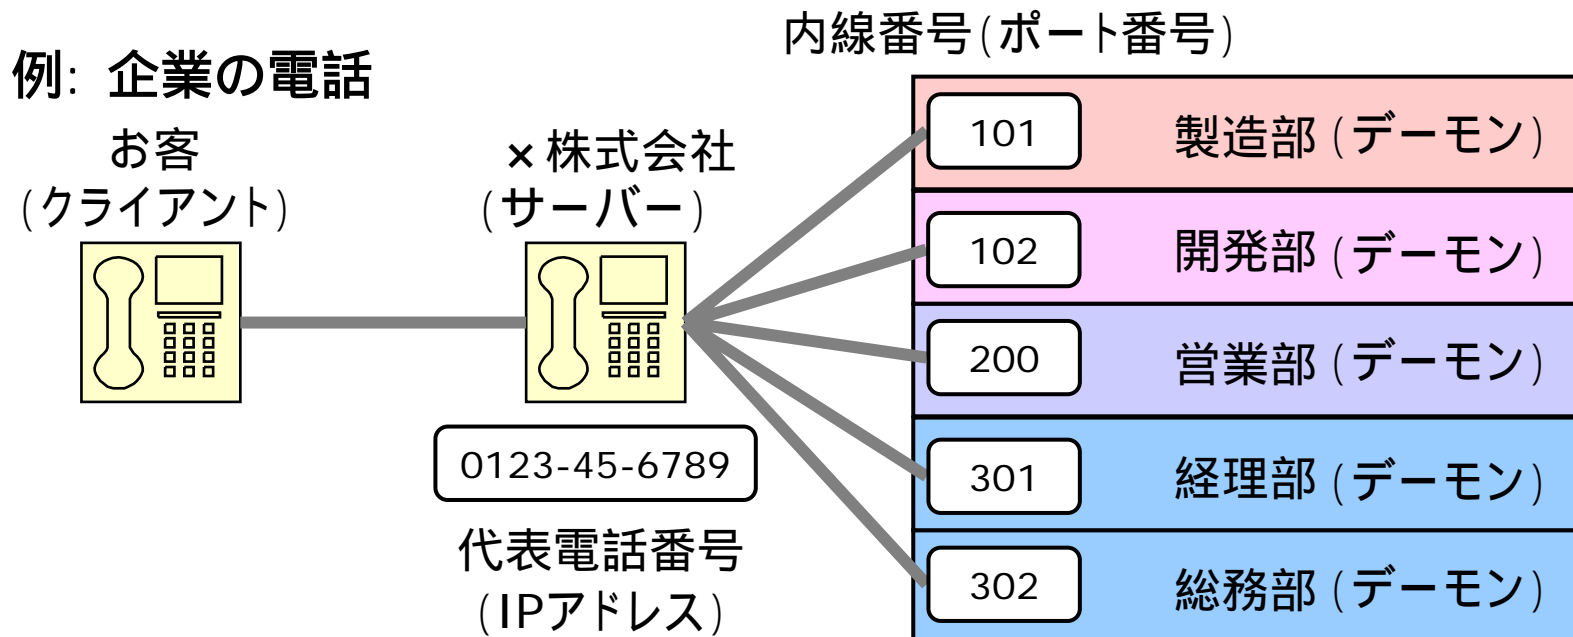 内線番号(ポート番号)
例: 企業の電話
お客
(クライアント)
×株式会社
(サーバー)
101
製造部(デーモン)
102
開発部(デーモン)
200
営業部(デーモン)
301
経理部(デーモン)
302
総務部(デーモン)
0123-45-6789
代表電話番号
(IPアドレス)